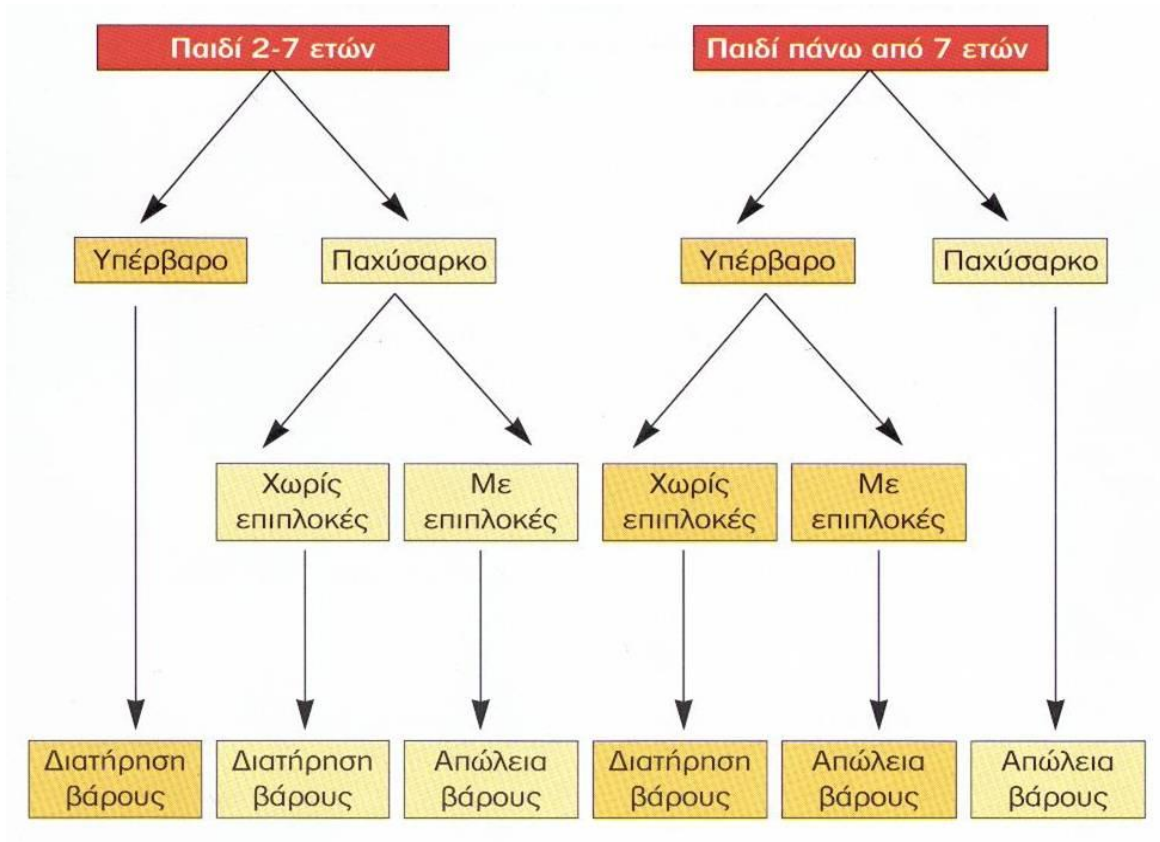 Παιδί 2-7 ετών
Παιδί πάνω από 7 ετών
Υπέρβαρο
Παχύσαρκο
Υπέρβαρο
Παχύσαρκο
Χωρίς
επιπλοκές
Με
επιπλοκές
Χωρίς
επιπλοκές
Με
επιπλοκές
Διατήρηση
βάρους
Διατήρηση
βάρους
Απώλεια
βάρους
Διατήρηση
βάρους
Απώλεια
βάρους
Απώλεια
βάρους